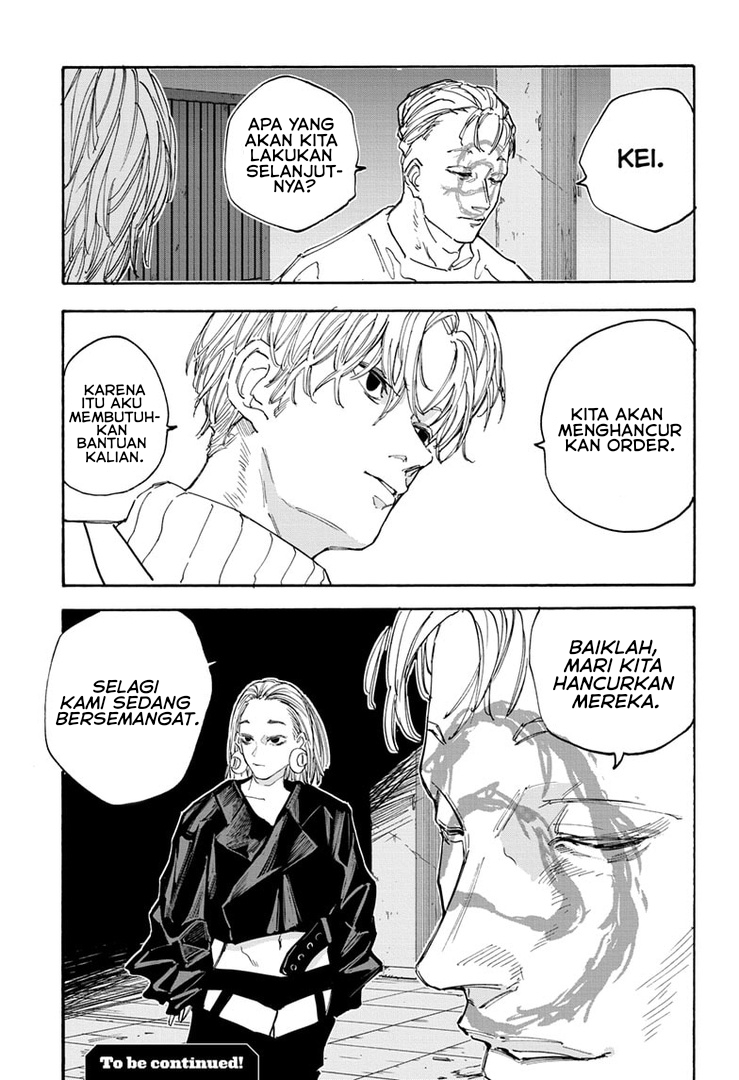 KEI.
APA YANG
AKAN KITA
LAKUKAN
SELANJUT-
NYA?
KITA AKAN
MENGHANCUR
KAN ORDER.
KARENA
ITU AKU
MEMBUTUH-
KAN
BANTUAN
KALIAN.
BAIKLAH,
MARI KITA
HANCURKAN
MEREKA.
SELAGI
KAMI SEDANG
BERSEMANGAT.
To be continued!